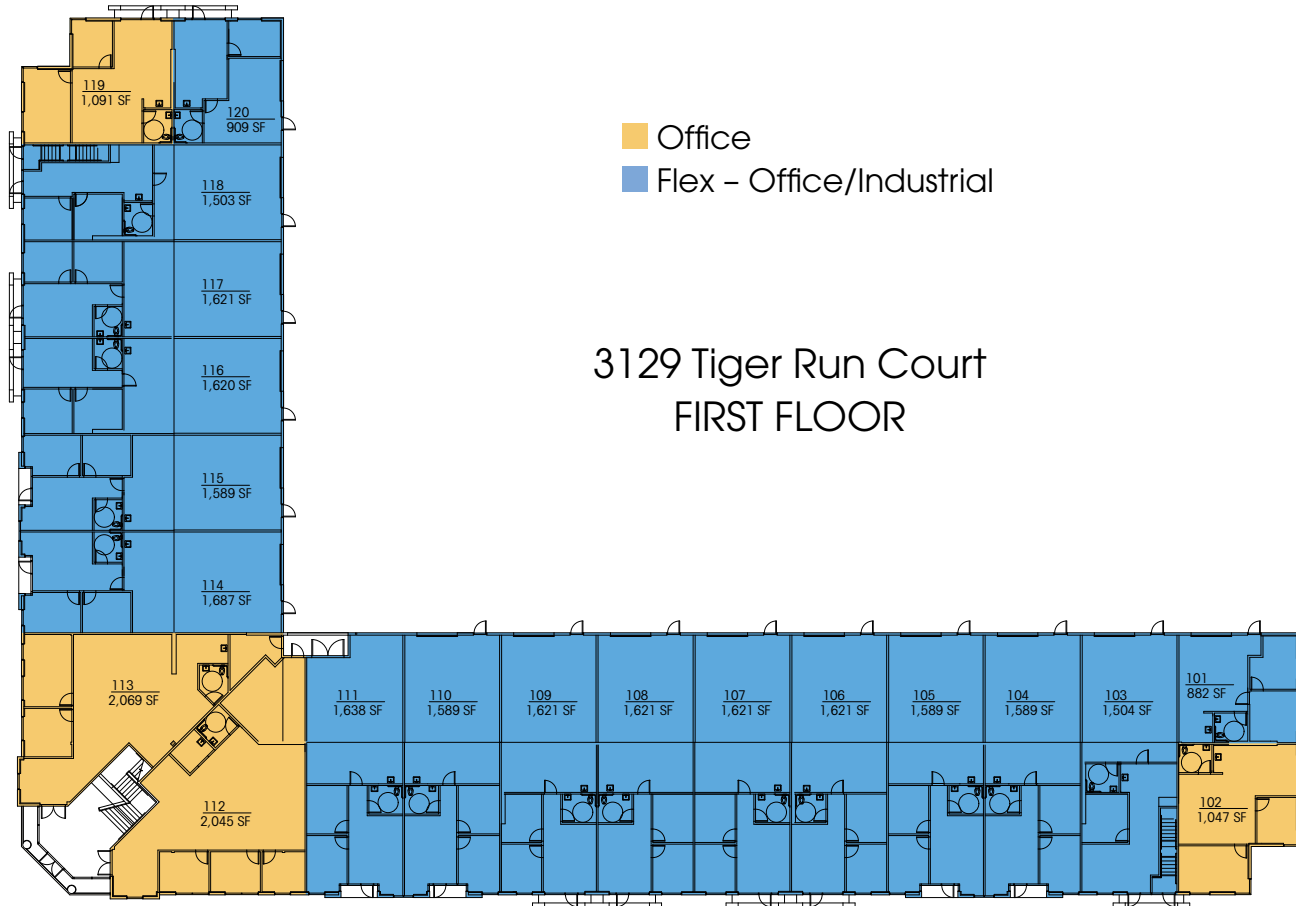 119
1,091 SF
120
909 SF
Office
Flex – Office/Industrial
118
1,503 SF
117
1,621 SF
3129 Tiger Run Court
FIRST FLOOR
116
1,620 SF
115
1,589 SF
114
1,687 SF
113
2,069 SF
112
2,045 SF
111
1,638 SF
110
1,589 SF
109
1,621 SF
108
1,621 SF
107
1,621 SF
106
1,621 SF
105
1,589 SF
104
1,589 SF
103
1,504 SF
101
882 SF
102
1,047 SF